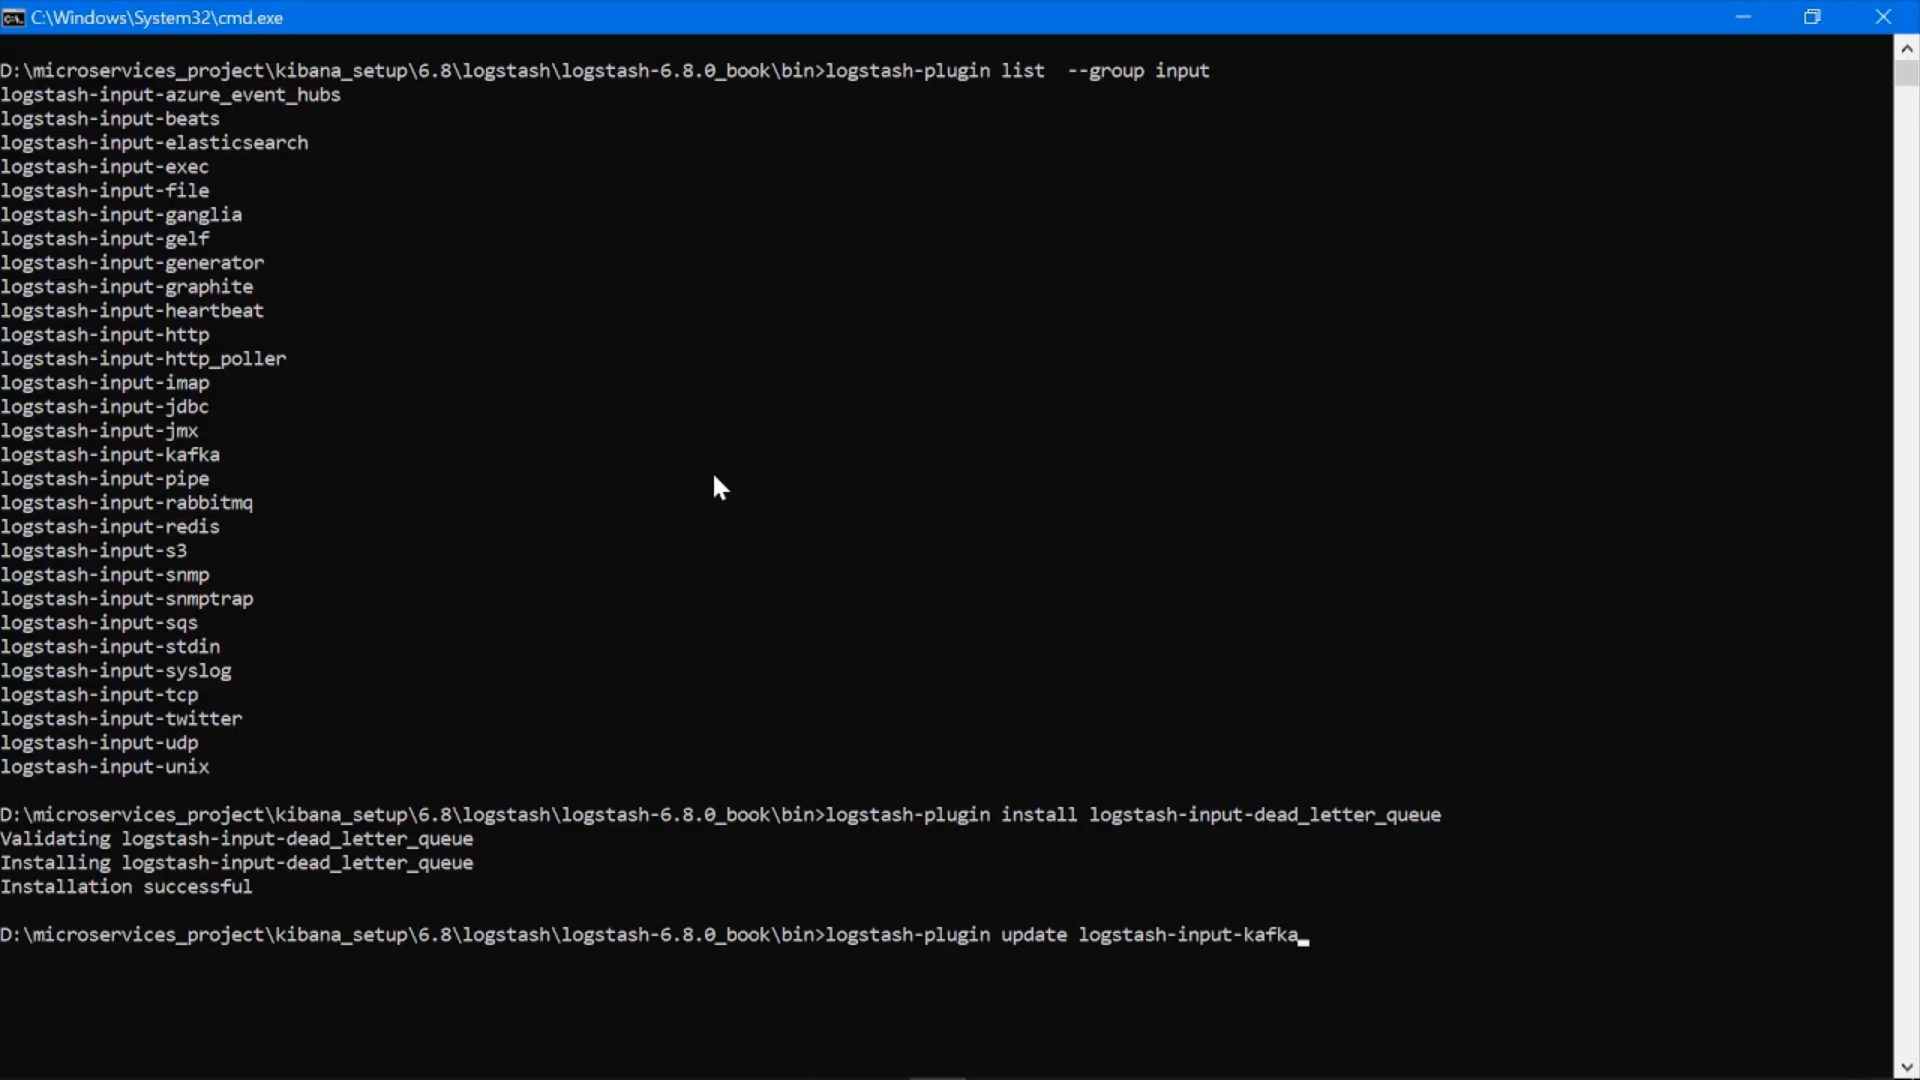 C:\Windows\System32\cmd.exe
D:\microservices_project\kibana_setup\6.8\logstash\logstash-6.8.0_book\bin>logstash-plugin list  --group input
logstash-input-azure_event_hubs
logstash-input-beats
logstash-input-elasticsearch
logstash-input-exec
logstash-input-file
logstash-input-ganglia
logstash-input-gelf
logstash-input-generator
logstash-input-graphite
logstash-input-heartbeat
logstash-input-http
logstash-input-http_poller
logstash-input-imap
logstash-input-jdbc
logstash-input-jmx
logstash-input-kafka
logstash-input-pipe
logstash-input-rabbitmq
logstash-input-redis
logstash-input-s3
logstash-input-snmp
logstash-input-snmptrap
logstash-input-sqs
logstash-input-stdin
logstash-input-syslog
logstash-input-tcp
logstash-input-twitter
logstash-input-udp
logstash-input-unix
D:\microservices_project\kibana_setup\6.8\logstash\logstash-6.8.0_book\bin>logstash-plugin install logstash-input-dead_letter_queue
Validating logstash-input-dead_letter_queue
Installing logstash-input-dead_letter_queue
Installation successful
D:\microservices_project\kibana_setup\6.8\logstash\logstash-6.8.0_book\bin>logstash-plugin update logstash-input-kafka